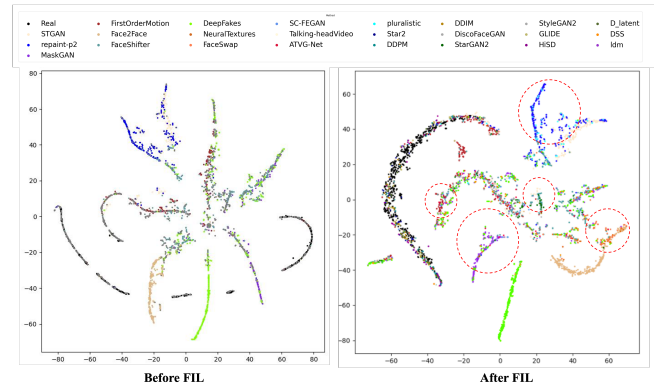 Real FirstOrderMotion DeepFakes SC-FEGAN pluralistic DDIM StyleGAN2 D_latent
STGAN Face2Face NeuralTextures Talking-headVideo Star2 DiscoFaceGAN GLIDE DSS
repaint-p2 FaceShifter FaceSwap ATVG-Net DDPM StarGAN2 HiSD ldm
MaskGAN
80 60 40 20 0 −20 −40 −60
−80 −60 −40 −20 0 20 40 60 80
60 40 20 0 −20 −40 −60 −80
−60 −40 −20 0 20 40 60
Before FIL After FIL